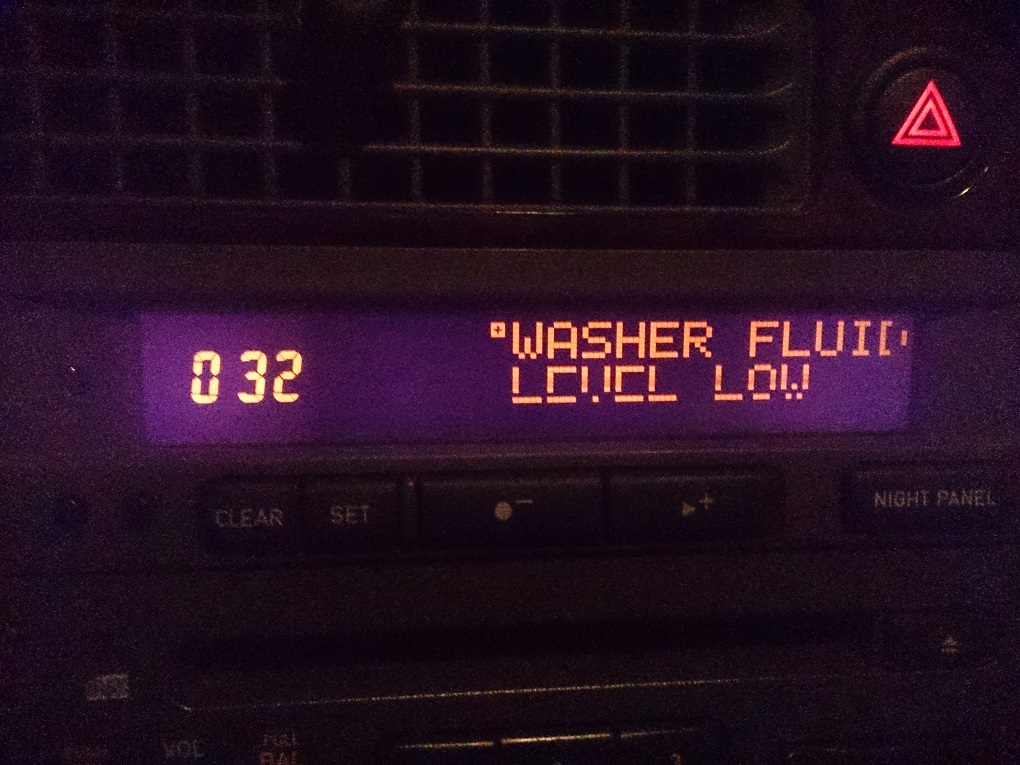 0 32
WASHER FLUID
LEVEL LOW
CLEAR SET - + NIGHT PANEL
VOL